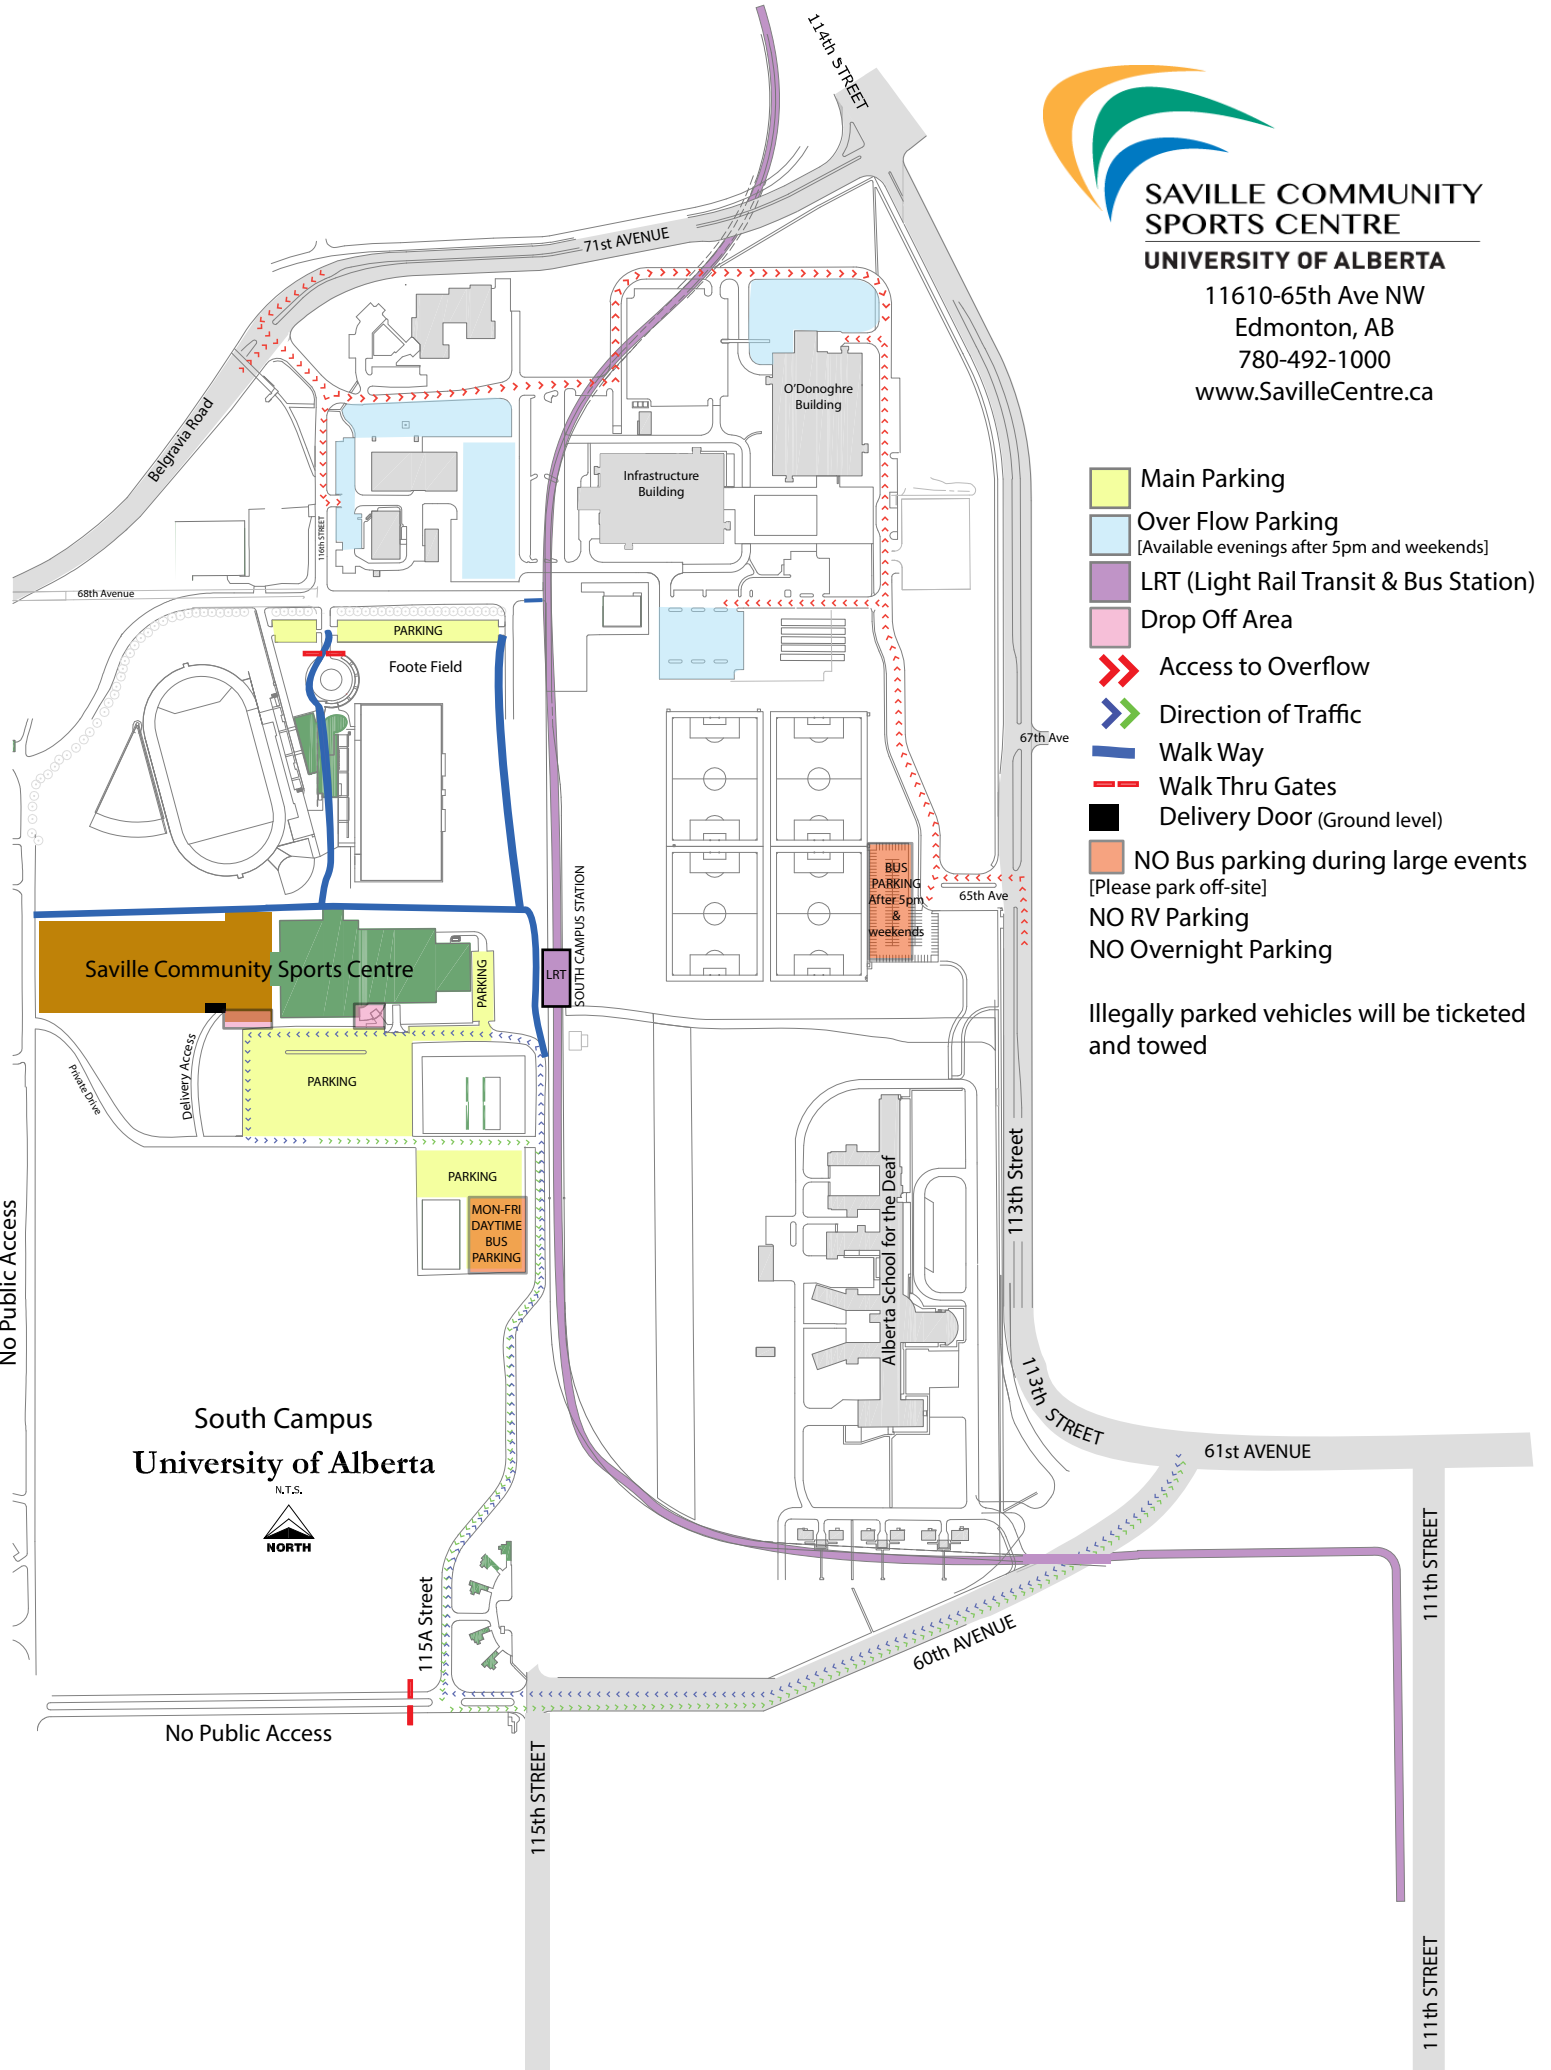 114th STREET
SAVILLE COMMUNITY
SPORTS CENTRE
UNIVERSITY OF ALBERTA
11610-65th Ave NW
Edmonton, AB
780-492-1000
www.SavilleCentre.ca
71st AVENUE
Belgravia Road
O'Donoghre
Building
Infrastructure
Building
116th STREET
68th Avenue
PARKING
Foote Field
Main Parking
Over Flow Parking
[Available evenings after 5pm and weekends]
LRT (Light Rail Transit & Bus Station)
Drop Off Area
Access to Overflow
Direction of Traffic
Walk Way
Walk Thru Gates
Delivery Door (Ground level)
NO Bus parking during large events
[Please park off-site]
NO RV Parking
NO Overnight Parking
Illegally parked vehicles will be ticketed
and towed
67th Ave
BUS
PARKING
After 5pm
&
weekends
65th Ave
SOUTH CAMPUS STATION
LRT
Saville Community Sports Centre
PARKING
PARKING
Delivery Access
Private Drive
PARKING
MON-FRI
DAYTIME
BUS
PARKING
No Public Access
Alberta School for the Deaf
113th Street
113th STREET
61st AVENUE
South Campus
University of Alberta
N.T.S.
NORTH
115A Street
60th AVENUE
111th STREET
No Public Access
115th STREET
111th STREET